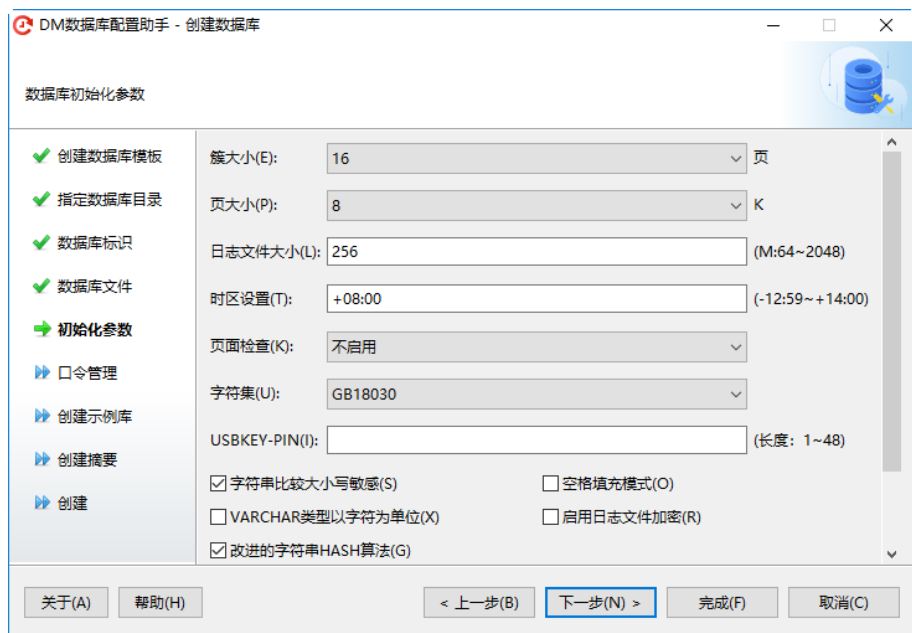 DM数据库配置助手 - 创建数据库
数据库初始化参数
创建数据库模板
指定数据库目录
数据库标识
数据库文件
初始化参数
口令管理
创建示例库
创建摘要
创建
簇大小(E): 16 页
页大小(P): 8 K
日志文件大小(L): 256 (M:64~2048)
时区设置(T): +08:00 (-12:59~+14:00)
页面检查(K): 不启用
字符集(U): GB18030
USBKEY-PIN(I): (长度：1~48)
字符串比较大小写敏感(S) 空格填充模式(O)
VARCHAR类型以字符为单位(X) 启用日志文件加密(R)
改进的字符串HASH算法(G)
关于(A) 帮助(H) < 上一步(B) 下一步(N) > 完成(F) 取消(C)